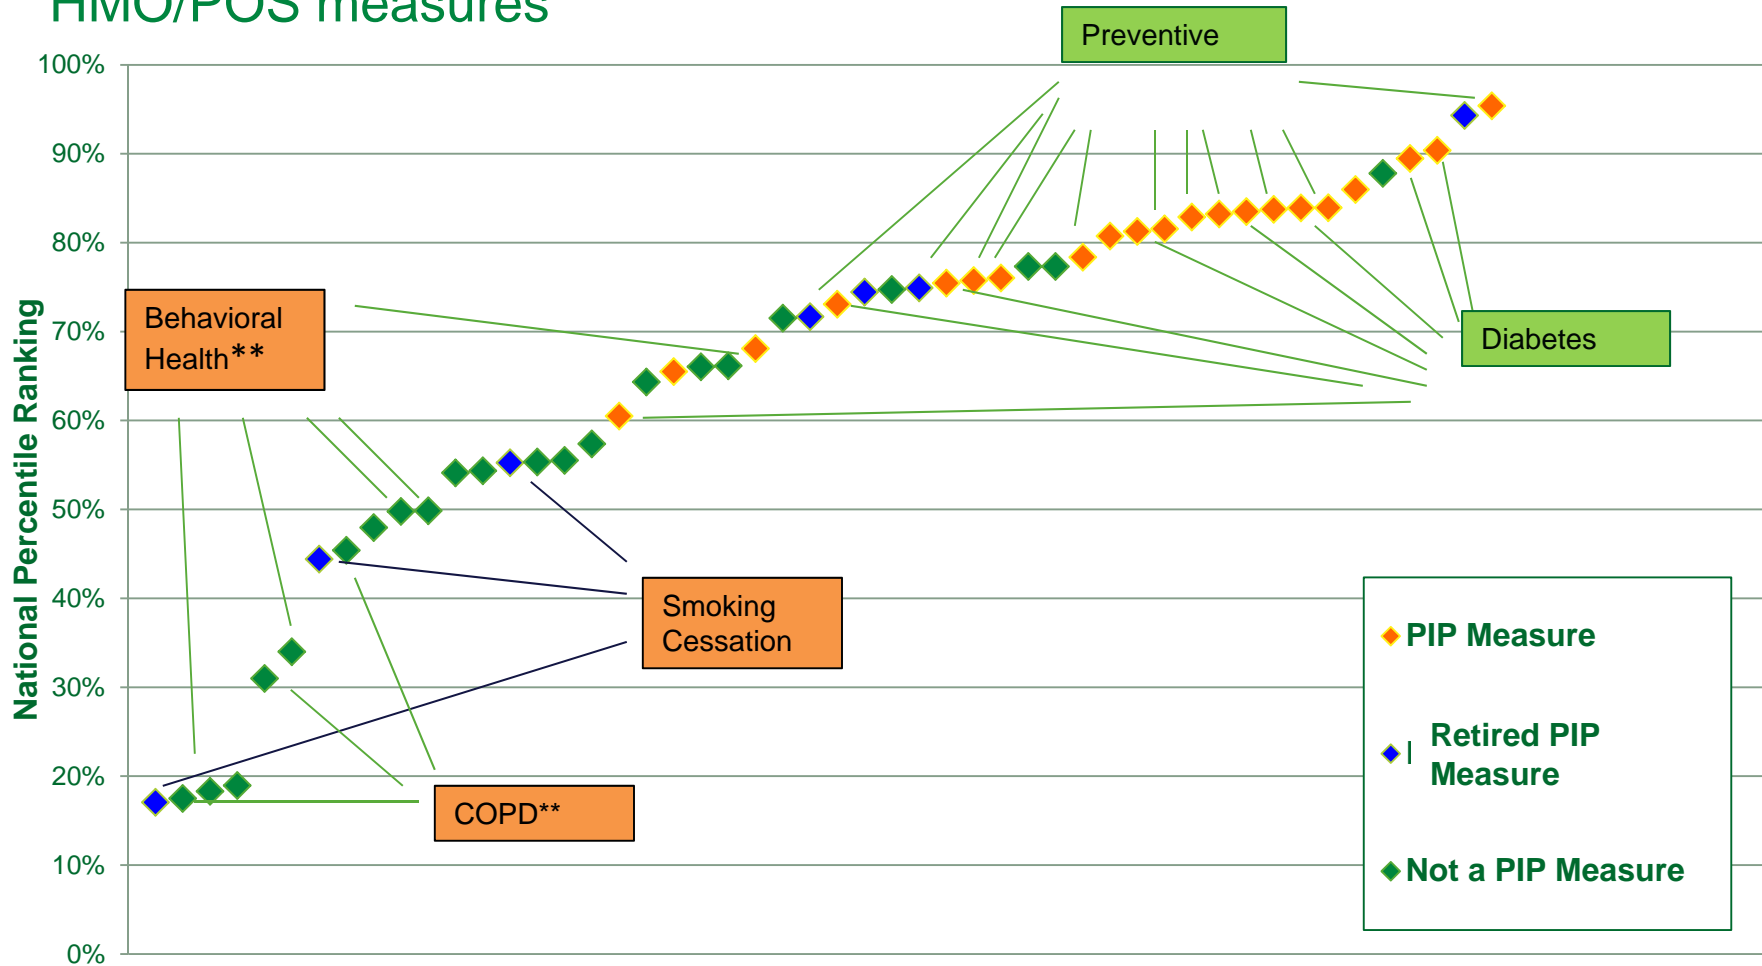 HMO/POS measures
Preventive
100%
90%
80%
70%
60%
50%
40%
30%
20%
10%
0%
National Percentile Ranking
Behavioral
Health**
Diabetes
Smoking
Cessation
COPD**
PIP Measure
Retired PIP
Measure
Not a PIP Measure